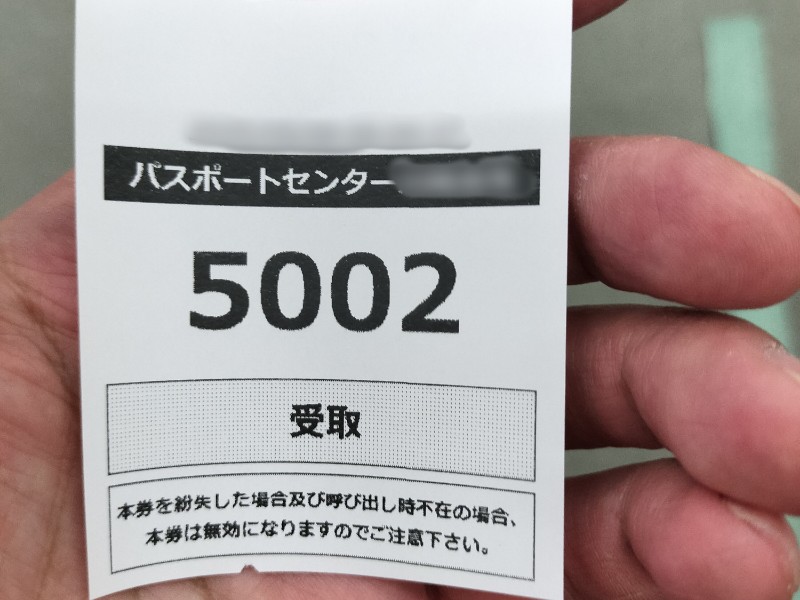 パスポートセンター
5002
受取
本券を紛失した場合及び呼び出し時不在の場合、
本券は無効になりますのでご注意下さい。